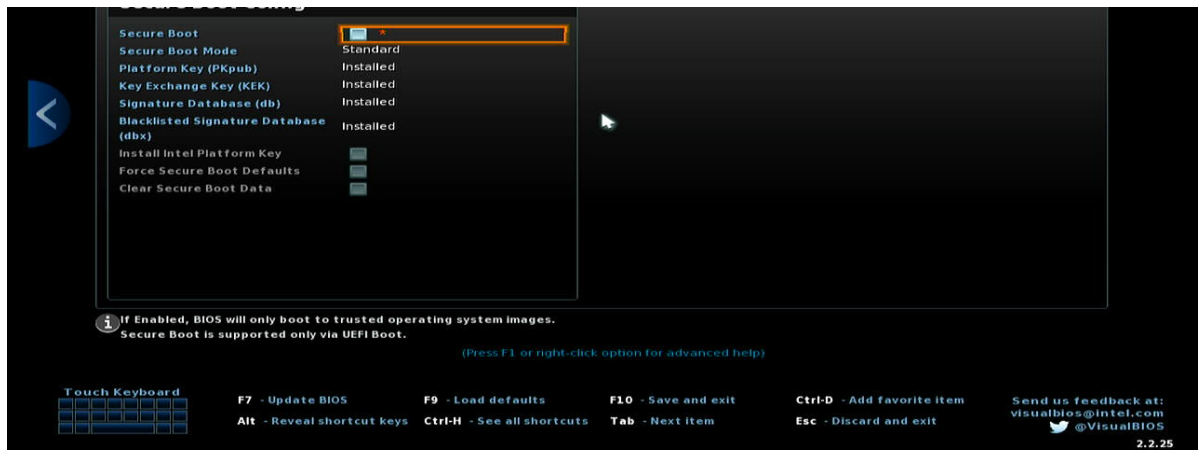 Secure Boot Config
Secure Boot *
Secure Boot Mode Standard
Platform Key (PKpub) Installed
Key Exchange Key (KEK) Installed
Signature Database (db) Installed
Blacklisted Signature Database
(dbx) Installed
Install Intel Platform Key
Force Secure Boot Defaults
Clear Secure Boot Data
If Enabled, BIOS will only boot to trusted operating system images.
Secure Boot is supported only via UEFI Boot.
(Press F1 or right-click option for advanced help)
Touch Keyboard
F7 - Update BIOS F9 - Load defaults F10 - Save and exit Ctrl-D - Add favorite item
Alt - Reveal shortcut keys Ctrl-H - See all shortcuts Tab - Next item Esc - Discard and exit
Send us feedback at:
visualbios@intel.com
@VisualBIOS
2.2.25